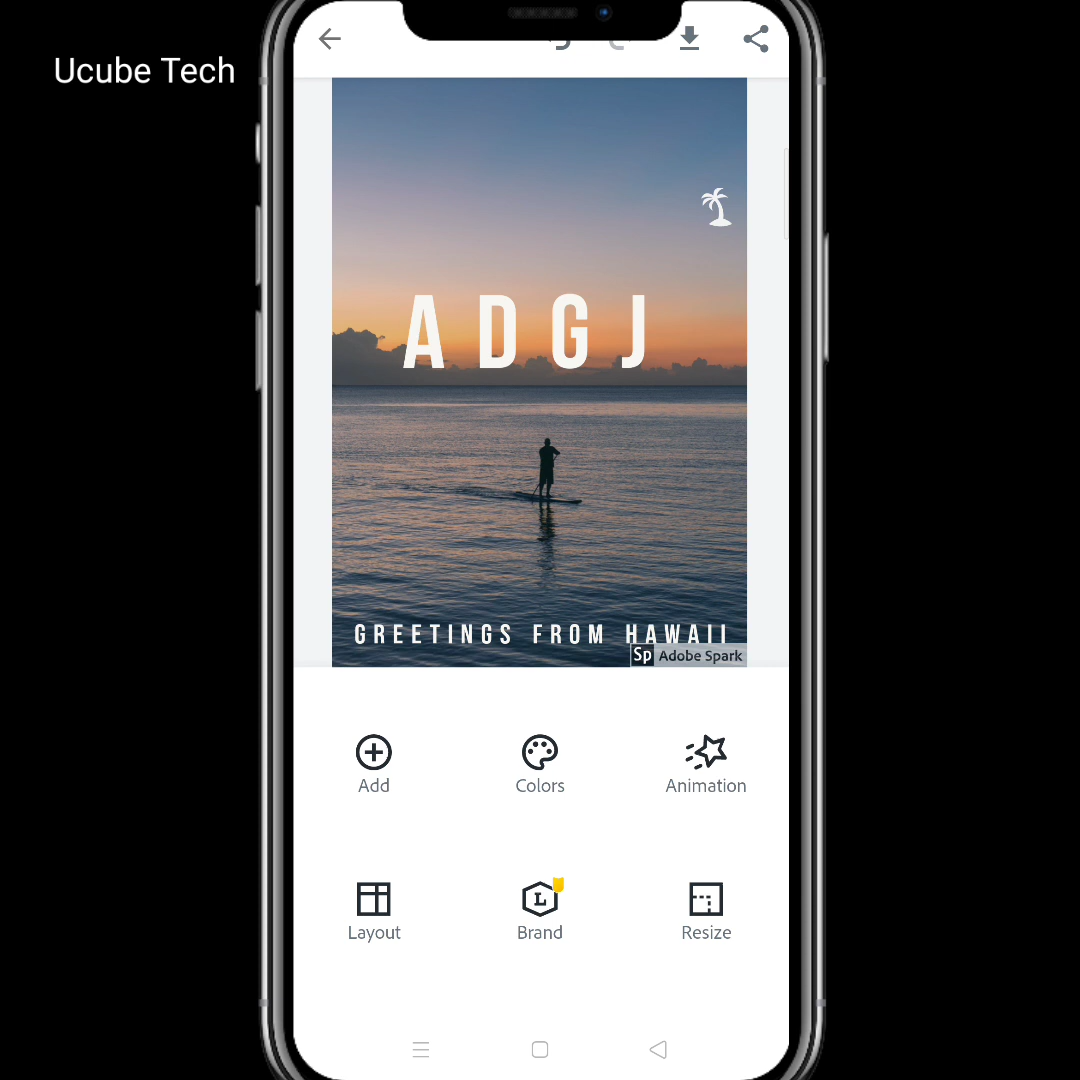 Ucube Tech
ADGJ
GREETINGS FROM HAWAII
Sp Adobe Spark
Add
Colors
Animation
L
Layout
Brand
Resize